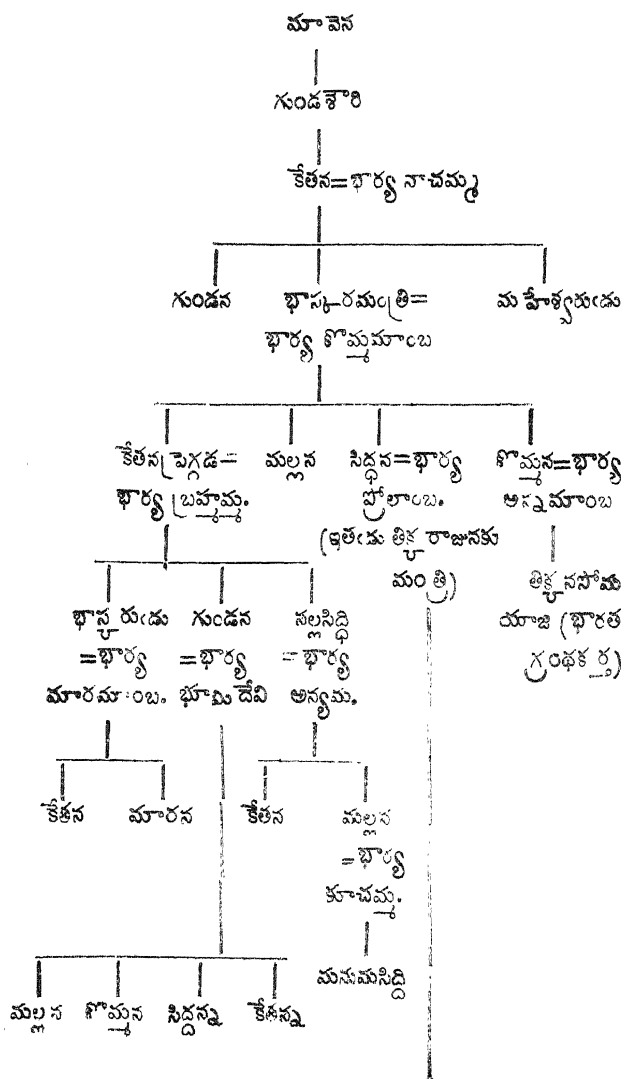 మావెన
గుండశౌరి
కేతన=భార్య నాచమ్మ
గుండన భాస్కరమంత్రి= మహేశ్వరుఁడు
భార్య కొమ్మమాంబ
కేతన ప్రెగ్గడ= మల్లన సిద్ధన=భార్య కొమ్మన=భార్య
భార్య బ్రహ్మమ్మ. ప్రోలాంబ. అన్నమాంబ
(ఇతఁడు తిక్క రాజునకు
మంత్రి) తిక్కనసోమ
భాస్కరుఁడు గుండన నల్లసిద్ధి యాజి (భారత
=భార్య =భార్య =భార్య గ్రంథకర్త)
మారమాంబ. భూమిదేవి అన్యమ.
కేతన మారన కేతన మల్లన
=భార్య
కూచమ్మ.
మనుమసిద్ది
మల్లన కొమ్మన సిద్దన్న కేతన్న